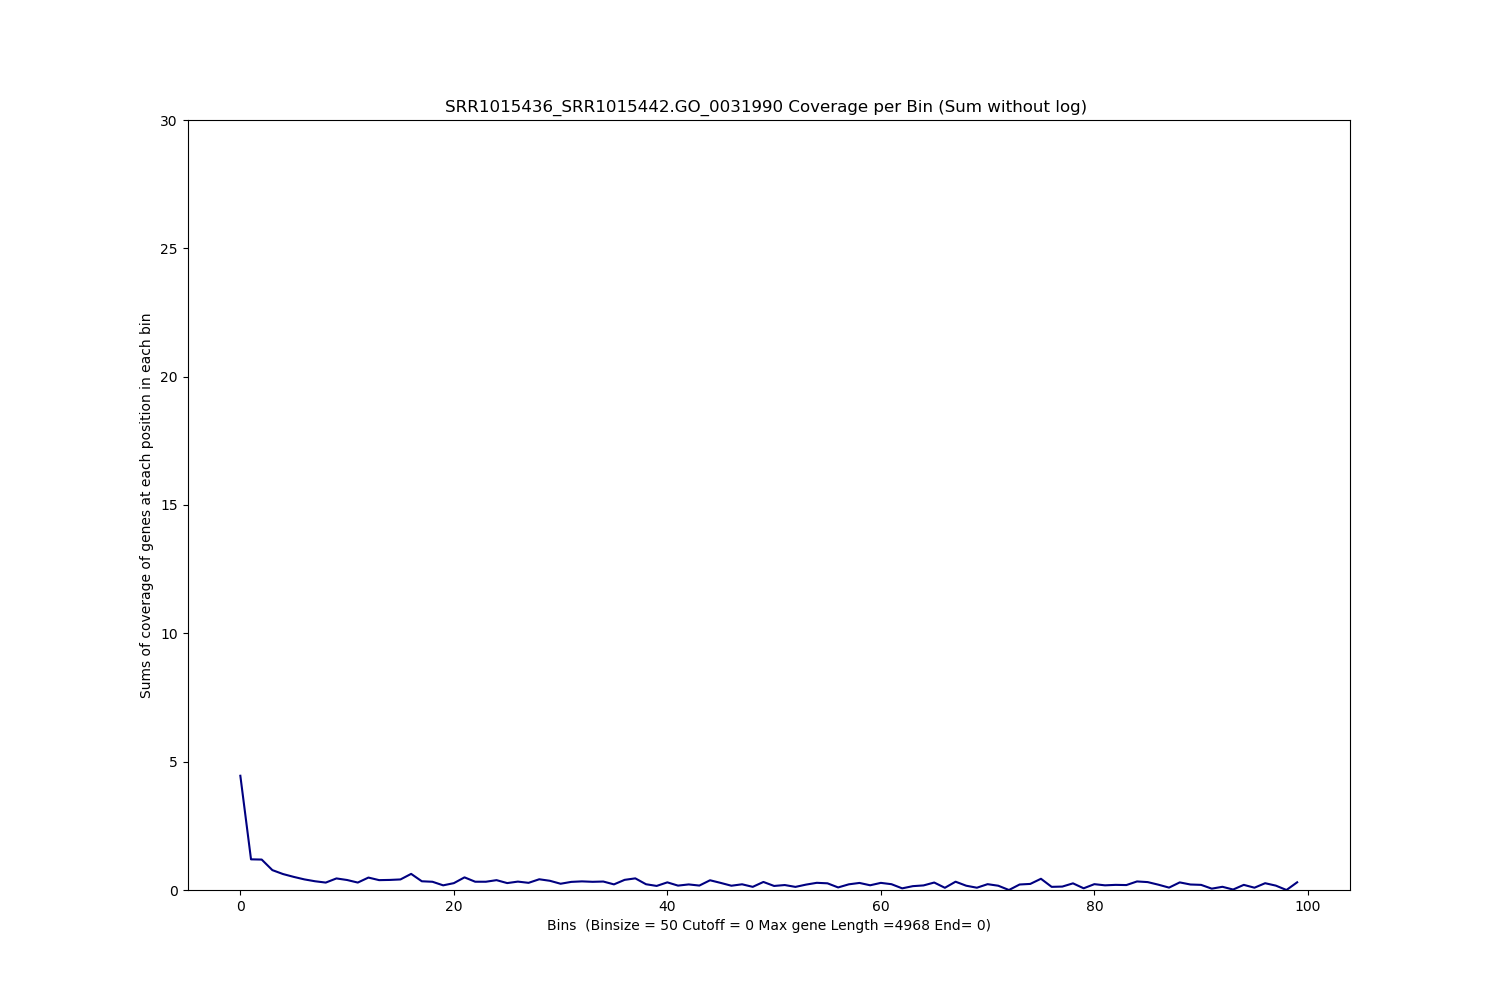 SRR1015436_SRR1015442.GO_0031990 Coverage per Bin (Sum without log)
30
25
20
15
10
5
0
Sums of coverage of genes at each position in each bin
0 20 40 60 80 100
Bins  (Binsize = 50 Cutoff = 0 Max gene Length =4968 End= 0)